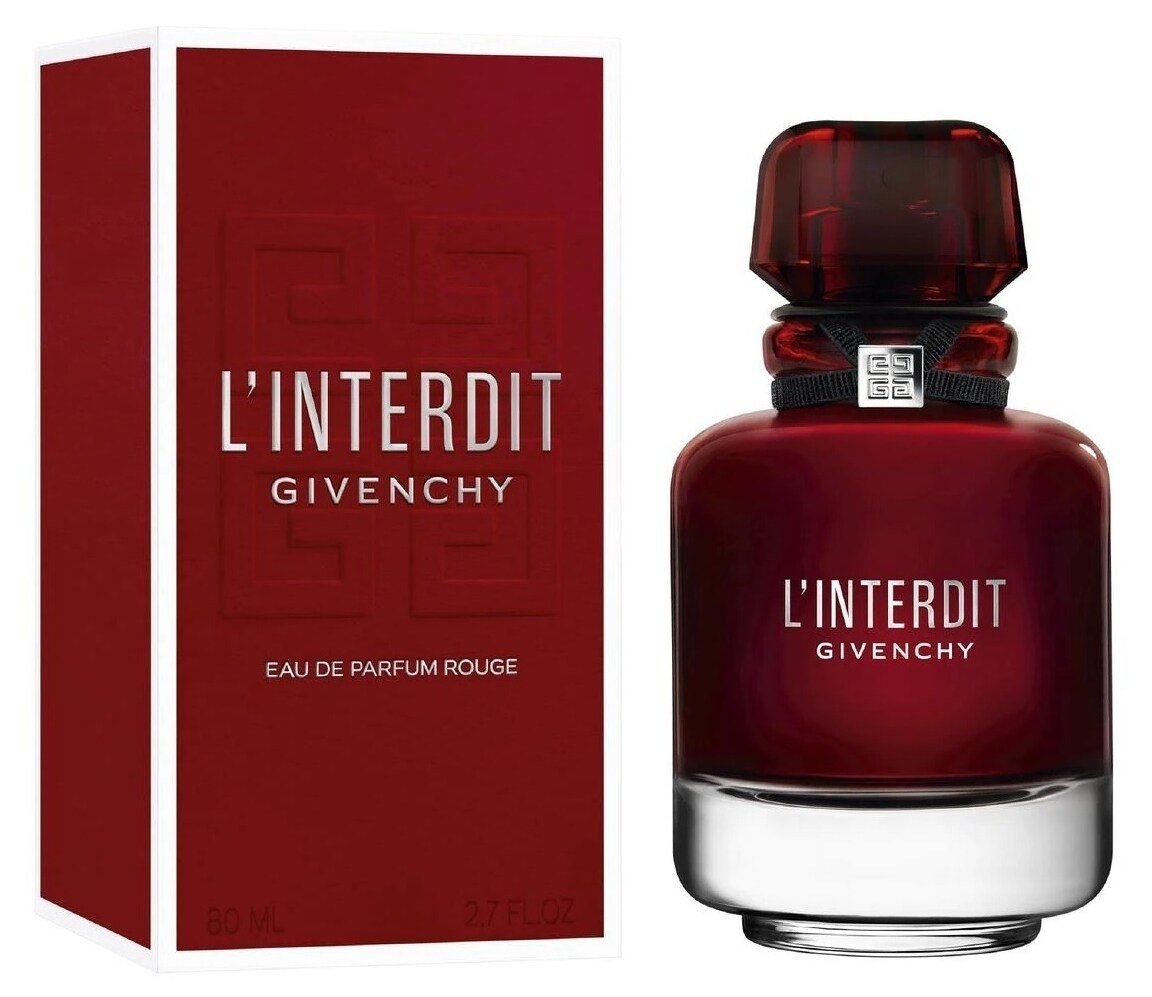 L'INTERDIT
GIVENCHY
EAU DE PARFUM ROUGE
80 ML 2,7 FL.OZ
L'INTERDIT
GIVENCHY